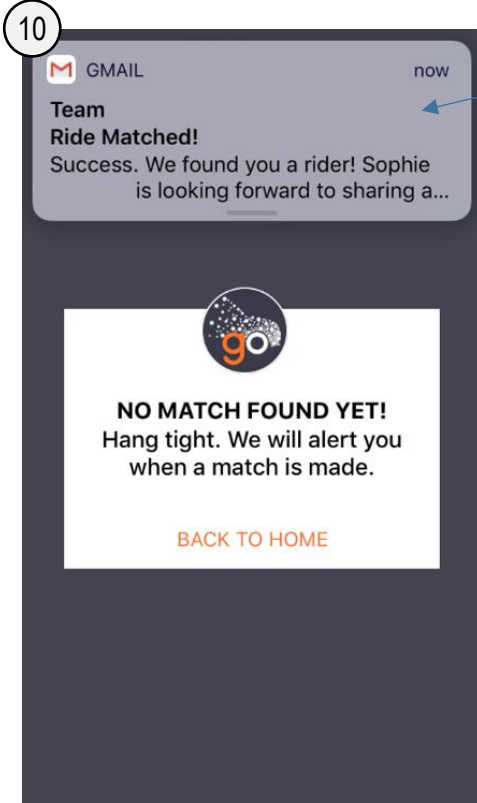 10
GMAIL now
Team
Ride Matched!
Success. We found you a rider! Sophie
is looking forward to sharing a...
go
NO MATCH FOUND YET!
Hang tight. We will alert you
when a match is made.
BACK TO HOME